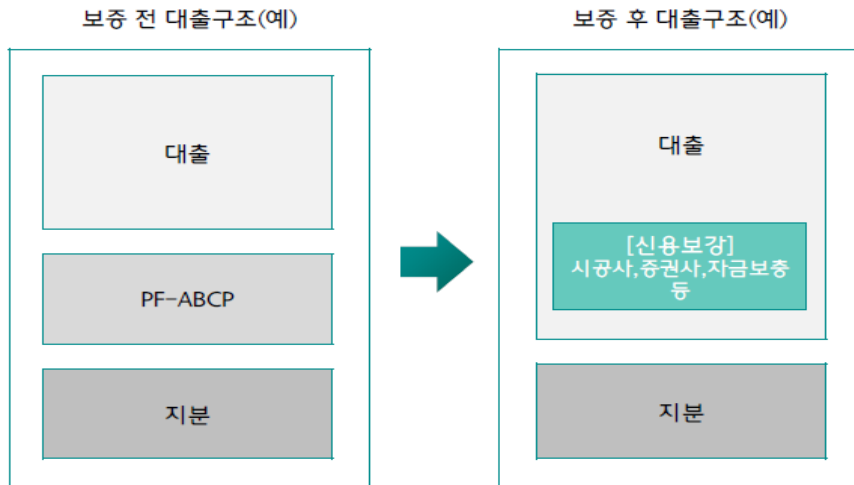 보증 전 대출구조(예)
보증 후 대출구조(예)
대출
PF-ABCP
지분
대출
[신용보강]
시공사,증권사,자금보충
등
지분